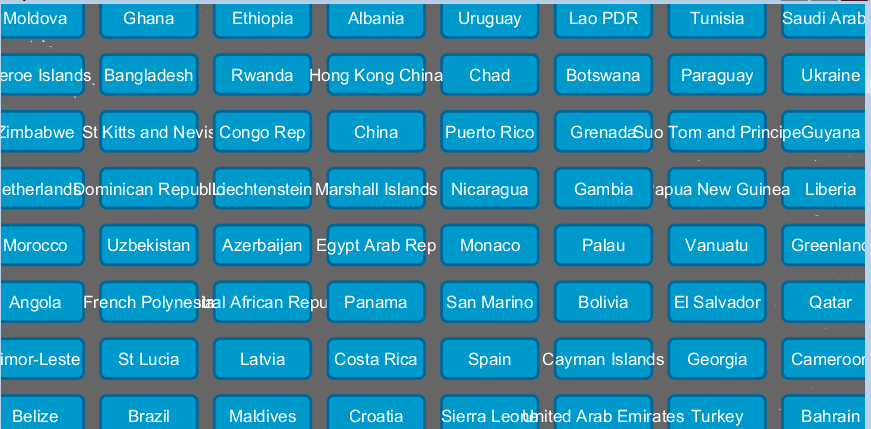 Moldova Ghana Ethiopia Albania Uruguay Lao PDR Tunisia Saudi Arab
eroe Islands Bangladesh Rwanda Hong Kong China Chad Botswana Paraguay Ukraine
Zimbabwe St Kitts and Nevis Congo Rep China Puerto Rico Grenada Suo Tom and Principe Guyana
etherlands Dominican Republic Liechtenstein Marshall Islands Nicaragua Gambia apua New Guinea Liberia
Morocco Uzbekistan Azerbaijan Egypt Arab Rep Monaco Palau Vanuatu Greenland
Angola French Polynesia ral African Repu Panama San Marino Bolivia El Salvador Qatar
imor-Leste St Lucia Latvia Costa Rica Spain Cayman Islands Georgia Cameroon
Belize Brazil Maldives Croatia Sierra Leone United Arab Emirates Turkey Bahrain